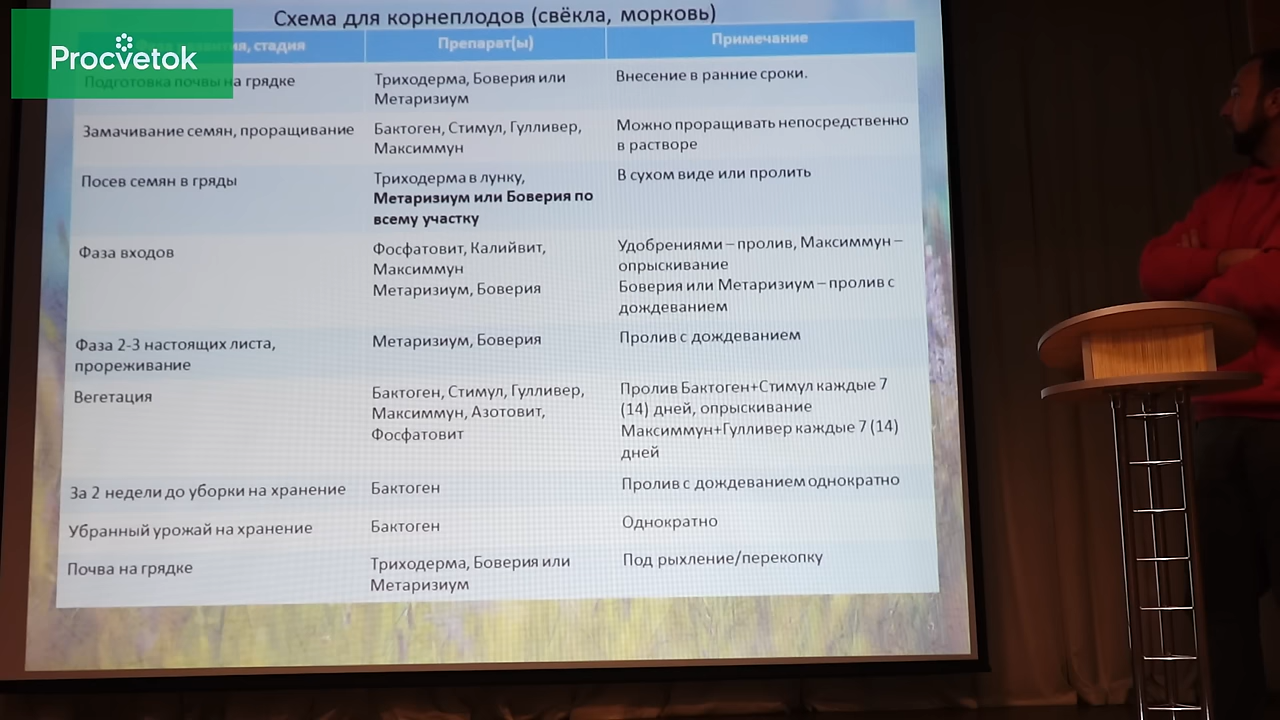 Схема для корнеплодов (свёкла, морковь)
Procvetok
стадия
Препарат(ы)
Примечание
Подготовка почвы на грядке
Триходерма, Боверия или
Метаризиум
Внесение в ранние сроки.
Замачивание семян, проращивание
Бактоген, Стимул, Гулливер,
Максиммун
Можно проращивать непосредственно
в растворе
Посев семян в гряды
Триходерма в лунку,
Метаризиум или Боверия по
всему участку
В сухом виде или пролить
Фаза входов
Фосфатовит, Калийвит,
Максиммун
Метаризиум, Боверия
Удобрениями – пролив, Максиммун –
опрыскивание
Боверия или Метаризиум – пролив с
дождеванием
Фаза 2-3 настоящих листа,
прореживание
Метаризиум, Боверия
Пролив с дождеванием
Вегетация
Бактоген, Стимул, Гулливер,
Максиммун, Азотовит,
Фосфатовит
Пролив Бактоген+Стимул каждые 7
(14) дней, опрыскивание
Максиммун+Гулливер каждые 7 (14)
дней
За 2 недели до уборки на хранение
Бактоген
Пролив с дождеванием однократно
Убранный урожай на хранение
Бактоген
Однократно
Почва на грядке
Триходерма, Боверия или
Метаризиум
Под рыхление/перекопку